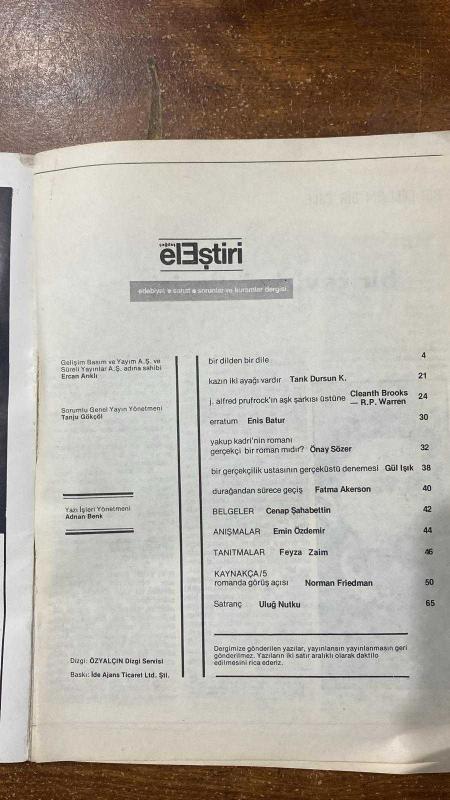 çağdaş
elEştiri
edebiyat • sanat • sorunlar ve kuramlar dergisi.
Gelişim Basım ve Yayım A.Ş. ve
Süreli Yayınlar A.Ş. adına sahibi
Ercan Arıklı
Sorumlu Genel Yayın Yönetmeni
Tanju Gökçöl
Yazı İşleri Yönetmeni
Adnan Benk
Dizgi: ÖZYALÇIN Dizgi Servisi
Baskı: İde Ajans Ticaret Ltd. Şti.
bir dilden bir dile 4
kazın iki ayağı vardır Tarık Dursun K. 21
j. alfred prufrock'ın aşk şarkısı üstüne Cleanth Brooks — R.P. Warren 24
erratum Enis Batur 30
yakup kadri'nin romanı
gerçekçi bir roman mıdır? Önay Sözer 32
bir gerçekçilik ustasının gerçeküstü denemesi Gül Işık 38
durağandan sürece geçiş Fatma Akerson 40
BELGELER Cenap Şahabettin 42
ANIŞMALAR Emin Özdemir 44
TANITMALAR Feyza Zaim 46
KAYNAKÇA/5
romanda görüş açısı Norman Friedman 50
Satranç Uluğ Nutku 65
Dergimize gönderilen yazılar, yayınlansın yayınlanmasın geri
gönderilmez. Yazıların iki satır aralıklı olarak daktilo
edilmesini rica ederiz.